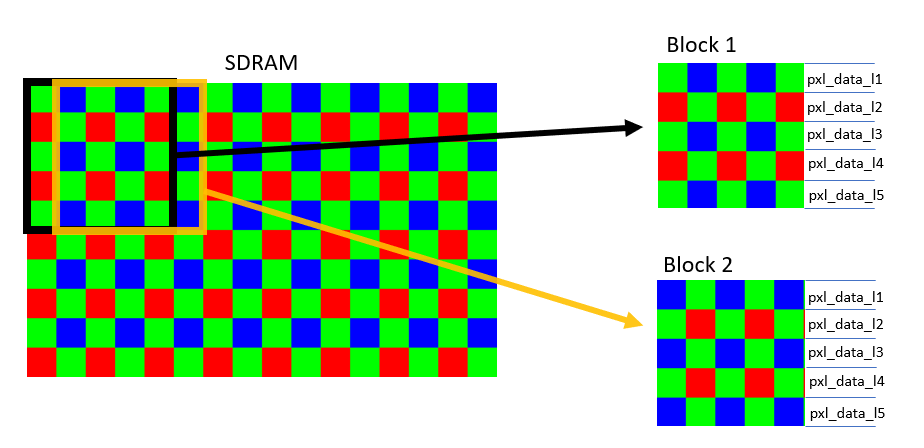 SDRAM
Block 1
pxl_data_l1
pxl_data_l2
pxl_data_l3
pxl_data_l4
pxl_data_l5
Block 2
pxl_data_l1
pxl_data_l2
pxl_data_l3
pxl_data_l4
pxl_data_l5